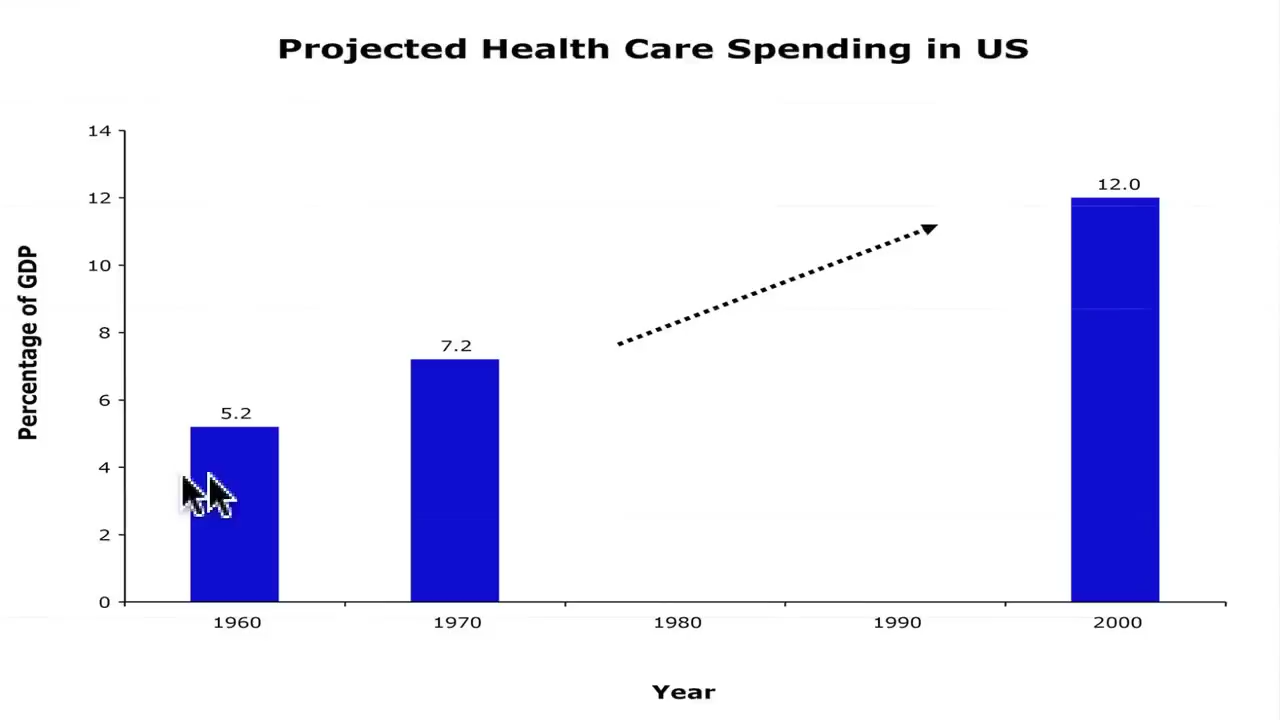 Projected Health Care Spending in US
14
12
10
8
6
4
2
0
Percentage of GDP
5.2
7.2
12.0
1960 1970 1980 1990 2000
Year